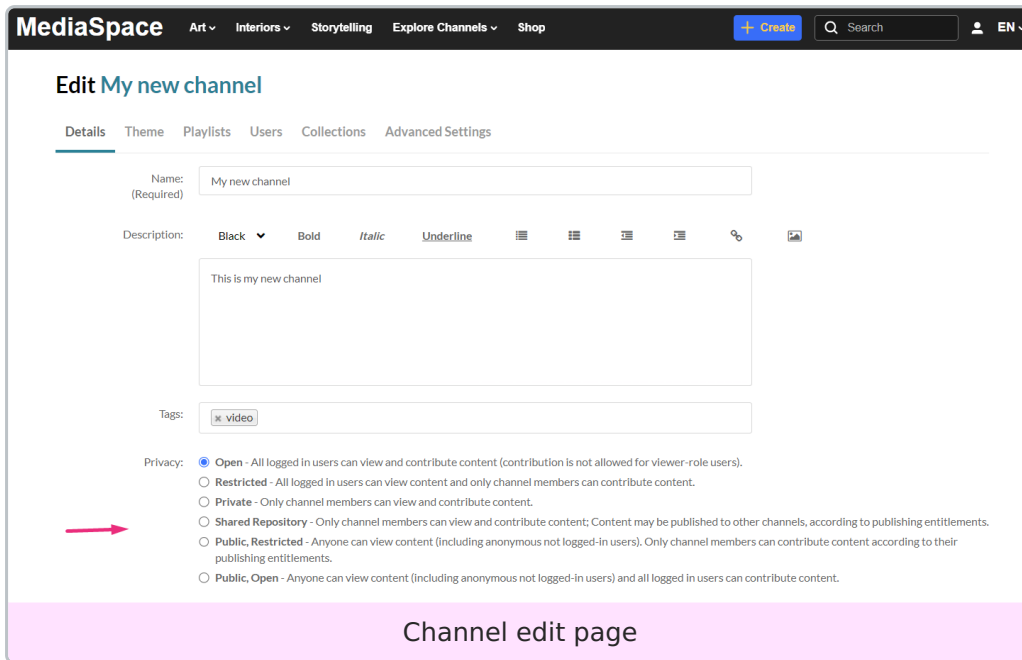 MediaSpace Art Interiors Storytelling Explore Channels Shop + Create Search EN
Edit My new channel
Details Theme Playlists Users Collections Advanced Settings
Name: My new channel
(Required)
Description: Black Bold Italic Underline
This is my new channel
Tags: × video
Privacy: Open - All logged in users can view and contribute content (contribution is not allowed for viewer-role users).
Restricted - All logged in users can view content and only channel members can contribute content.
Private - Only channel members can view and contribute content.
Shared Repository - Only channel members can view and contribute content; Content may be published to other channels, according to publishing entitlements.
Public, Restricted - Anyone can view content (including anonymous not logged-in users). Only channel members can contribute content according to their
publishing entitlements.
Public, Open - Anyone can view content (including anonymous not logged-in users) and all logged in users can contribute content.
Channel edit page